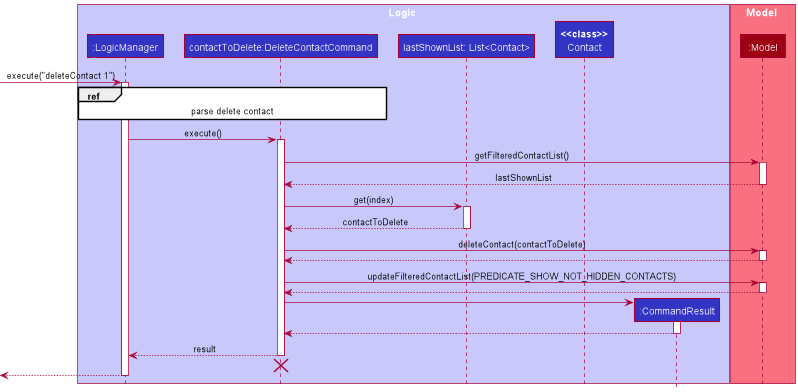 Logic
Model
:LogicManager
contactToDelete:DeleteContactCommand
lastShownList: List<Contact>
<<class>>
Contact
:Model
execute("deleteContact 1")
ref
parse delete contact
execute()
getFilteredContactList()
lastShownList
get(index)
contactToDelete
deleteContact(contactToDelete)
updateFilteredContactList(PREDICATE_SHOW_NOT_HIDDEN_CONTACTS)
:CommandResult
result